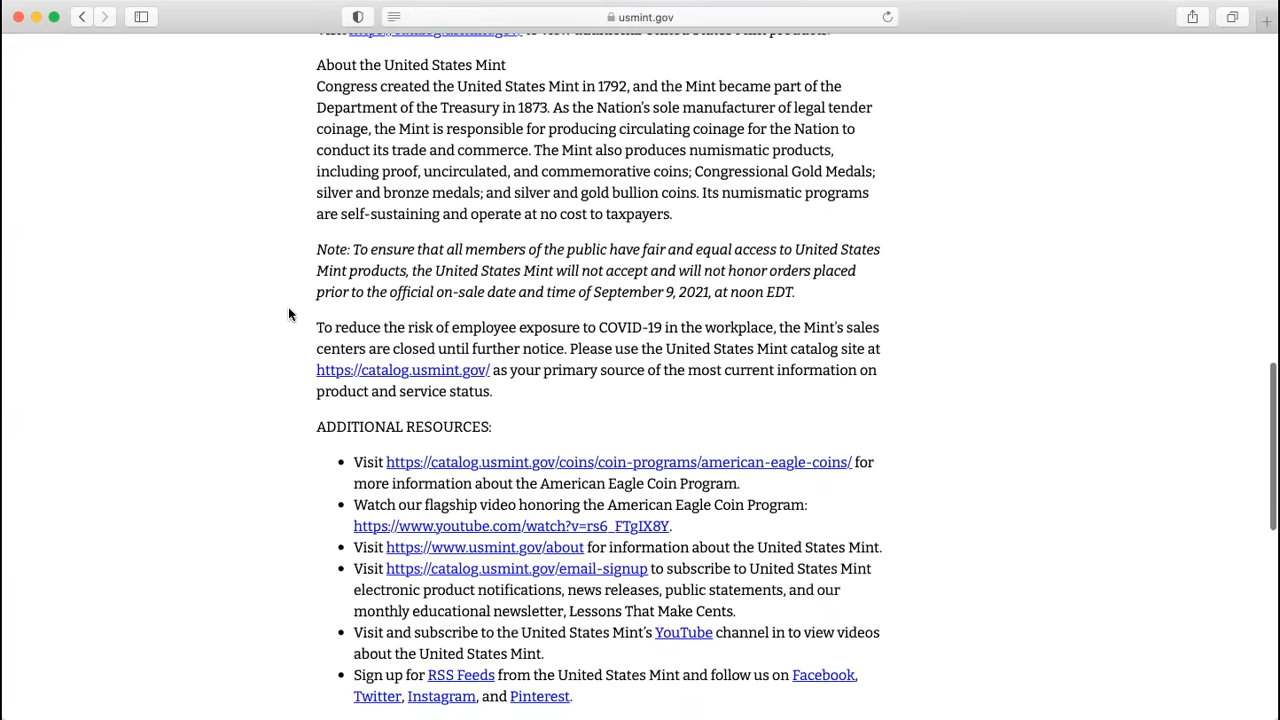 usmint.gov
About the United States Mint
Congress created the United States Mint in 1792, and the Mint became part of the
Department of the Treasury in 1873. As the Nation's sole manufacturer of legal tender
coinage, the Mint is responsible for producing circulating coinage for the Nation to
conduct its trade and commerce. The Mint also produces numismatic products,
including proof, uncirculated, and commemorative coins; Congressional Gold Medals;
silver and bronze medals; and silver and gold bullion coins. Its numismatic programs
are self-sustaining and operate at no cost to taxpayers.
Note: To ensure that all members of the public have fair and equal access to United States
Mint products, the United States Mint will not accept and will not honor orders placed
prior to the official on-sale date and time of September 9, 2021, at noon EDT.
To reduce the risk of employee exposure to COVID-19 in the workplace, the Mint's sales
centers are closed until further notice. Please use the United States Mint catalog site at
https://catalog.usmint.gov/ as your primary source of the most current information on
product and service status.
ADDITIONAL RESOURCES:
• Visit https://catalog.usmint.gov/coins/coin-programs/american-eagle-coins/ for
more information about the American Eagle Coin Program.
• Watch our flagship video honoring the American Eagle Coin Program:
https://www.youtube.com/watch?v=rs6_FTgIX8Y.
• Visit https://www.usmint.gov/about for information about the United States Mint.
• Visit https://catalog.usmint.gov/email-signup to subscribe to United States Mint
electronic product notifications, news releases, public statements, and our
monthly educational newsletter, Lessons That Make Cents.
• Visit and subscribe to the United States Mint's YouTube channel in to view videos
about the United States Mint.
• Sign up for RSS Feeds from the United States Mint and follow us on Facebook,
Twitter, Instagram, and Pinterest.